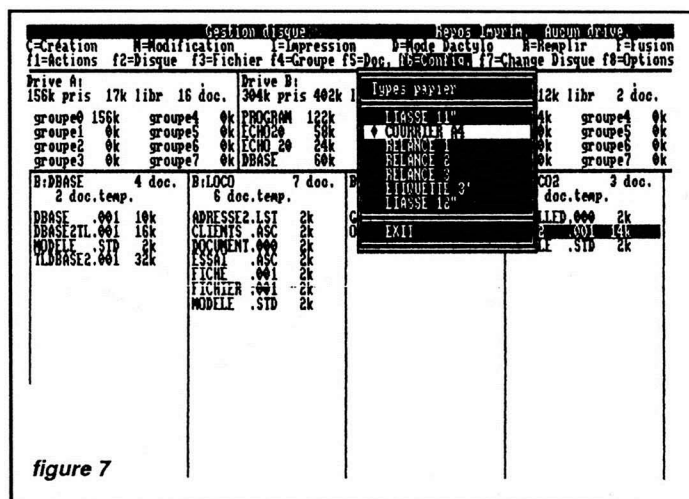 Gestion disque. Repos Imprim. Aucun drive.
C=Création M=Modification I=Impression D=Mode Dactylo R=Remplir F=Fusion
f1=Actions f2=Disque f3=Fichier f4=Groupe f5=Doc. f6=Config. f7=Change Disque f8=Options
Drive A: Drive B:
156k pris 17k libr 16 doc. 304k pris 402k l 12k libr 2 doc.
groupe0 156k groupe4 0k PROGRAM 122k groupe4 0k
groupe1 0k groupe5 0k ECHO20 58k groupe5 0k
groupe2 0k groupe6 0k ECHO_20 24k groupe6 0k
groupe3 0k groupe7 0k DBASE 60k groupe7 0k
Types papier
LIASSE 11"
COURRIER A4
RELANCE 1
RELANCE 2
RELANCE 3
ETIQUETTE 3'
LIASSE 12"
EXIT
B:DBASE 4 doc. B:LOCO 7 doc. CO2 3 doc.
2 doc.temp. 6 doc.temp. doc.temp.
DBASE .001 10k ADRESSE2.LST 2k LLED.000 2k
DBASE2TL.001 16k CLIENTS .ASC 2k 2 .001 14k
MODELE .STD 2k DOCUMENT.000 2k LE .STD 2k
TLDBASE2.001 32k ESSAI .ASC 2k
FICHE .001 2k
FICHIER .001 2k
MODELE .STD 2k
figure 7